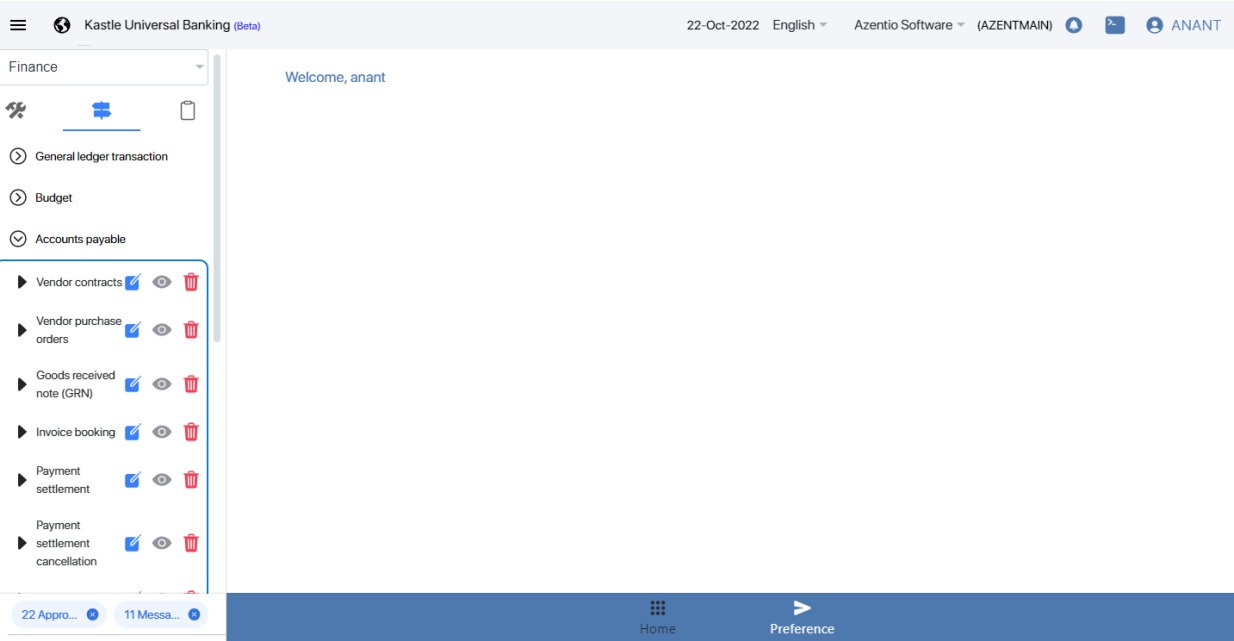 Kastle Universal Banking (Beta)
22-Oct-2022 English Azentio Software (AZENTMAIN) ANANT
Finance
Welcome, anant
General ledger transaction
Budget
Accounts payable
Vendor contracts
Vendor purchase
orders
Goods received
note (GRN)
Invoice booking
Payment
settlement
Payment
settlement
cancellation
22 Appro... 11 Messa...
Home
Preference